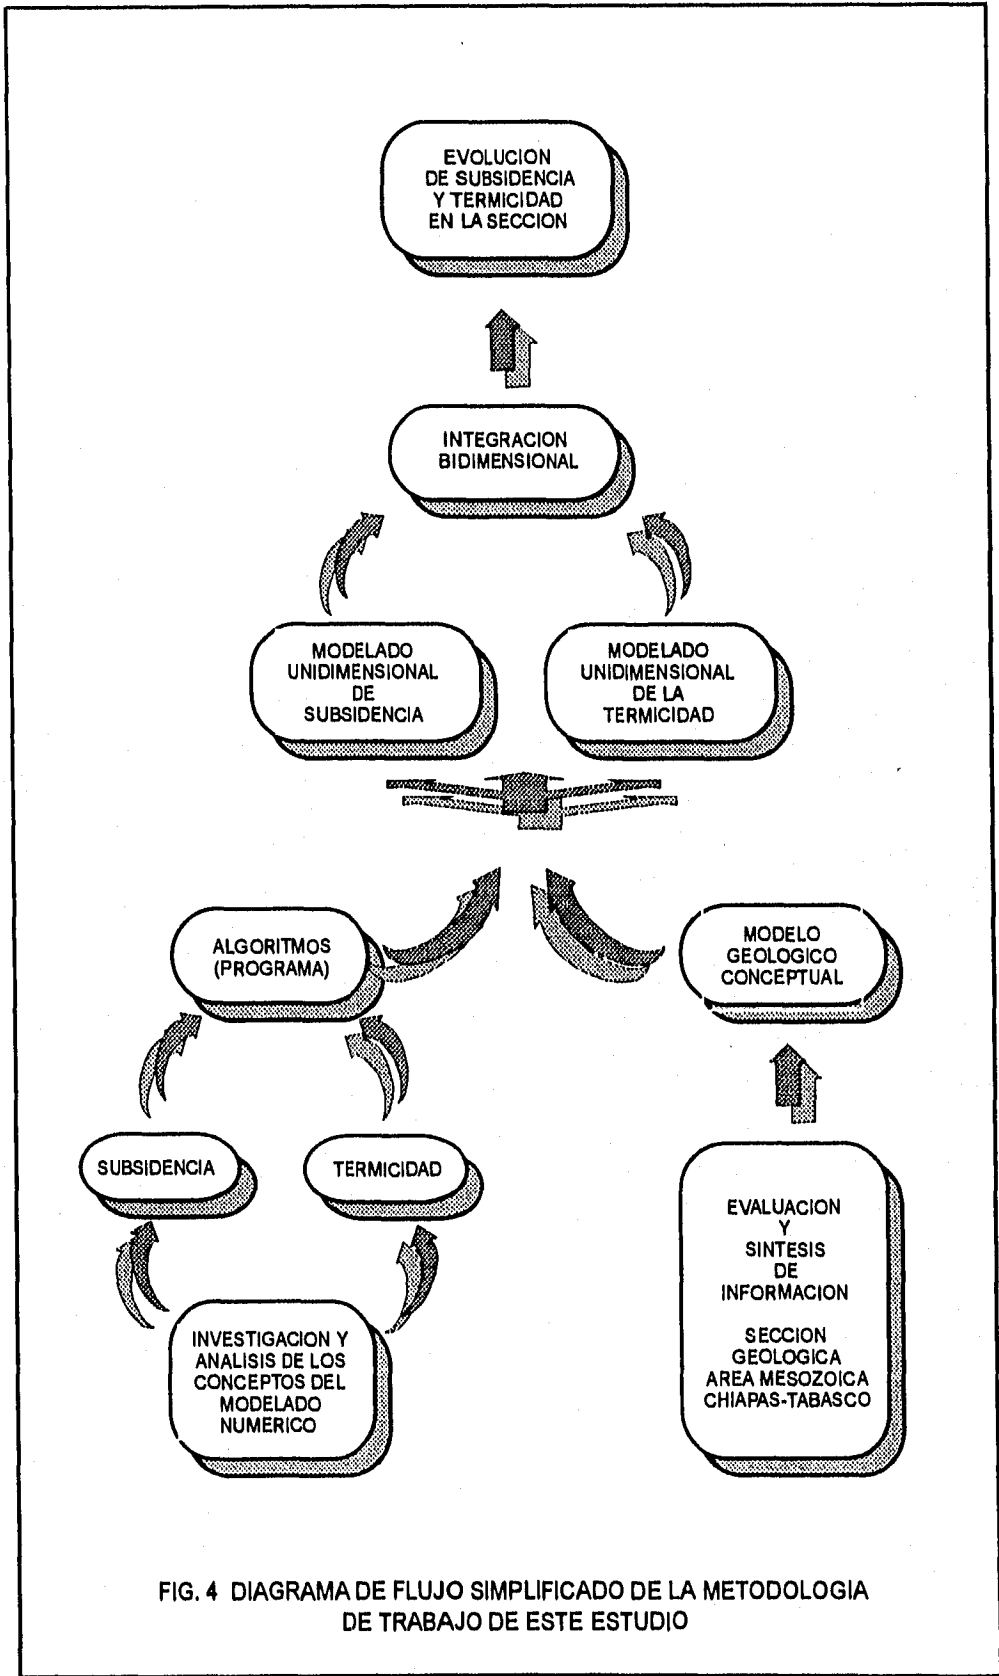 EVOLUCION
DE SUBSIDENCIA
Y TERMICIDAD
EN LA SECCION
INTEGRACION
BIDIMENSIONAL
MODELADO
UNIDIMENSIONAL
DE
SUBSIDENCIA
MODELADO
UNIDIMENSIONAL
DE LA
TERMICIDAD
ALGORITMOS
(PROGRAMA)
MODELO
GEOLOGICO
CONCEPTUAL
SUBSIDENCIA
TERMICIDAD
INVESTIGACION Y
ANALISIS DE LOS
CONCEPTOS DEL
MODELADO
NUMERICO
EVALUACION
Y
SINTESIS
DE
INFORMACION
SECCION
GEOLOGICA
AREA MESOZOICA
CHIAPAS-TABASCO
FIG. 4 DIAGRAMA DE FLUJO SIMPLIFICADO DE LA METODOLOGIA
DE TRABAJO DE ESTE ESTUDIO